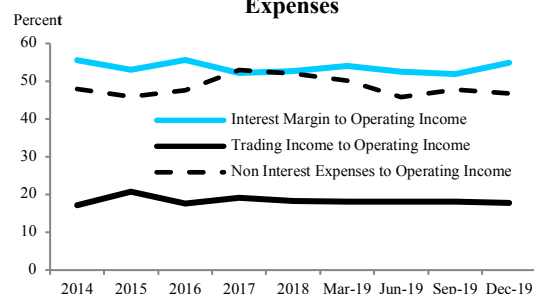 Expenses
Percent
60
50
40
30
20
10
0
Interest Margin to Operating Income
Trading Income to Operating Income
Non Interest Expenses to Operating Income
2014 2015 2016 2017 2018 Mar-19 Jun-19 Sep-19 Dec-19